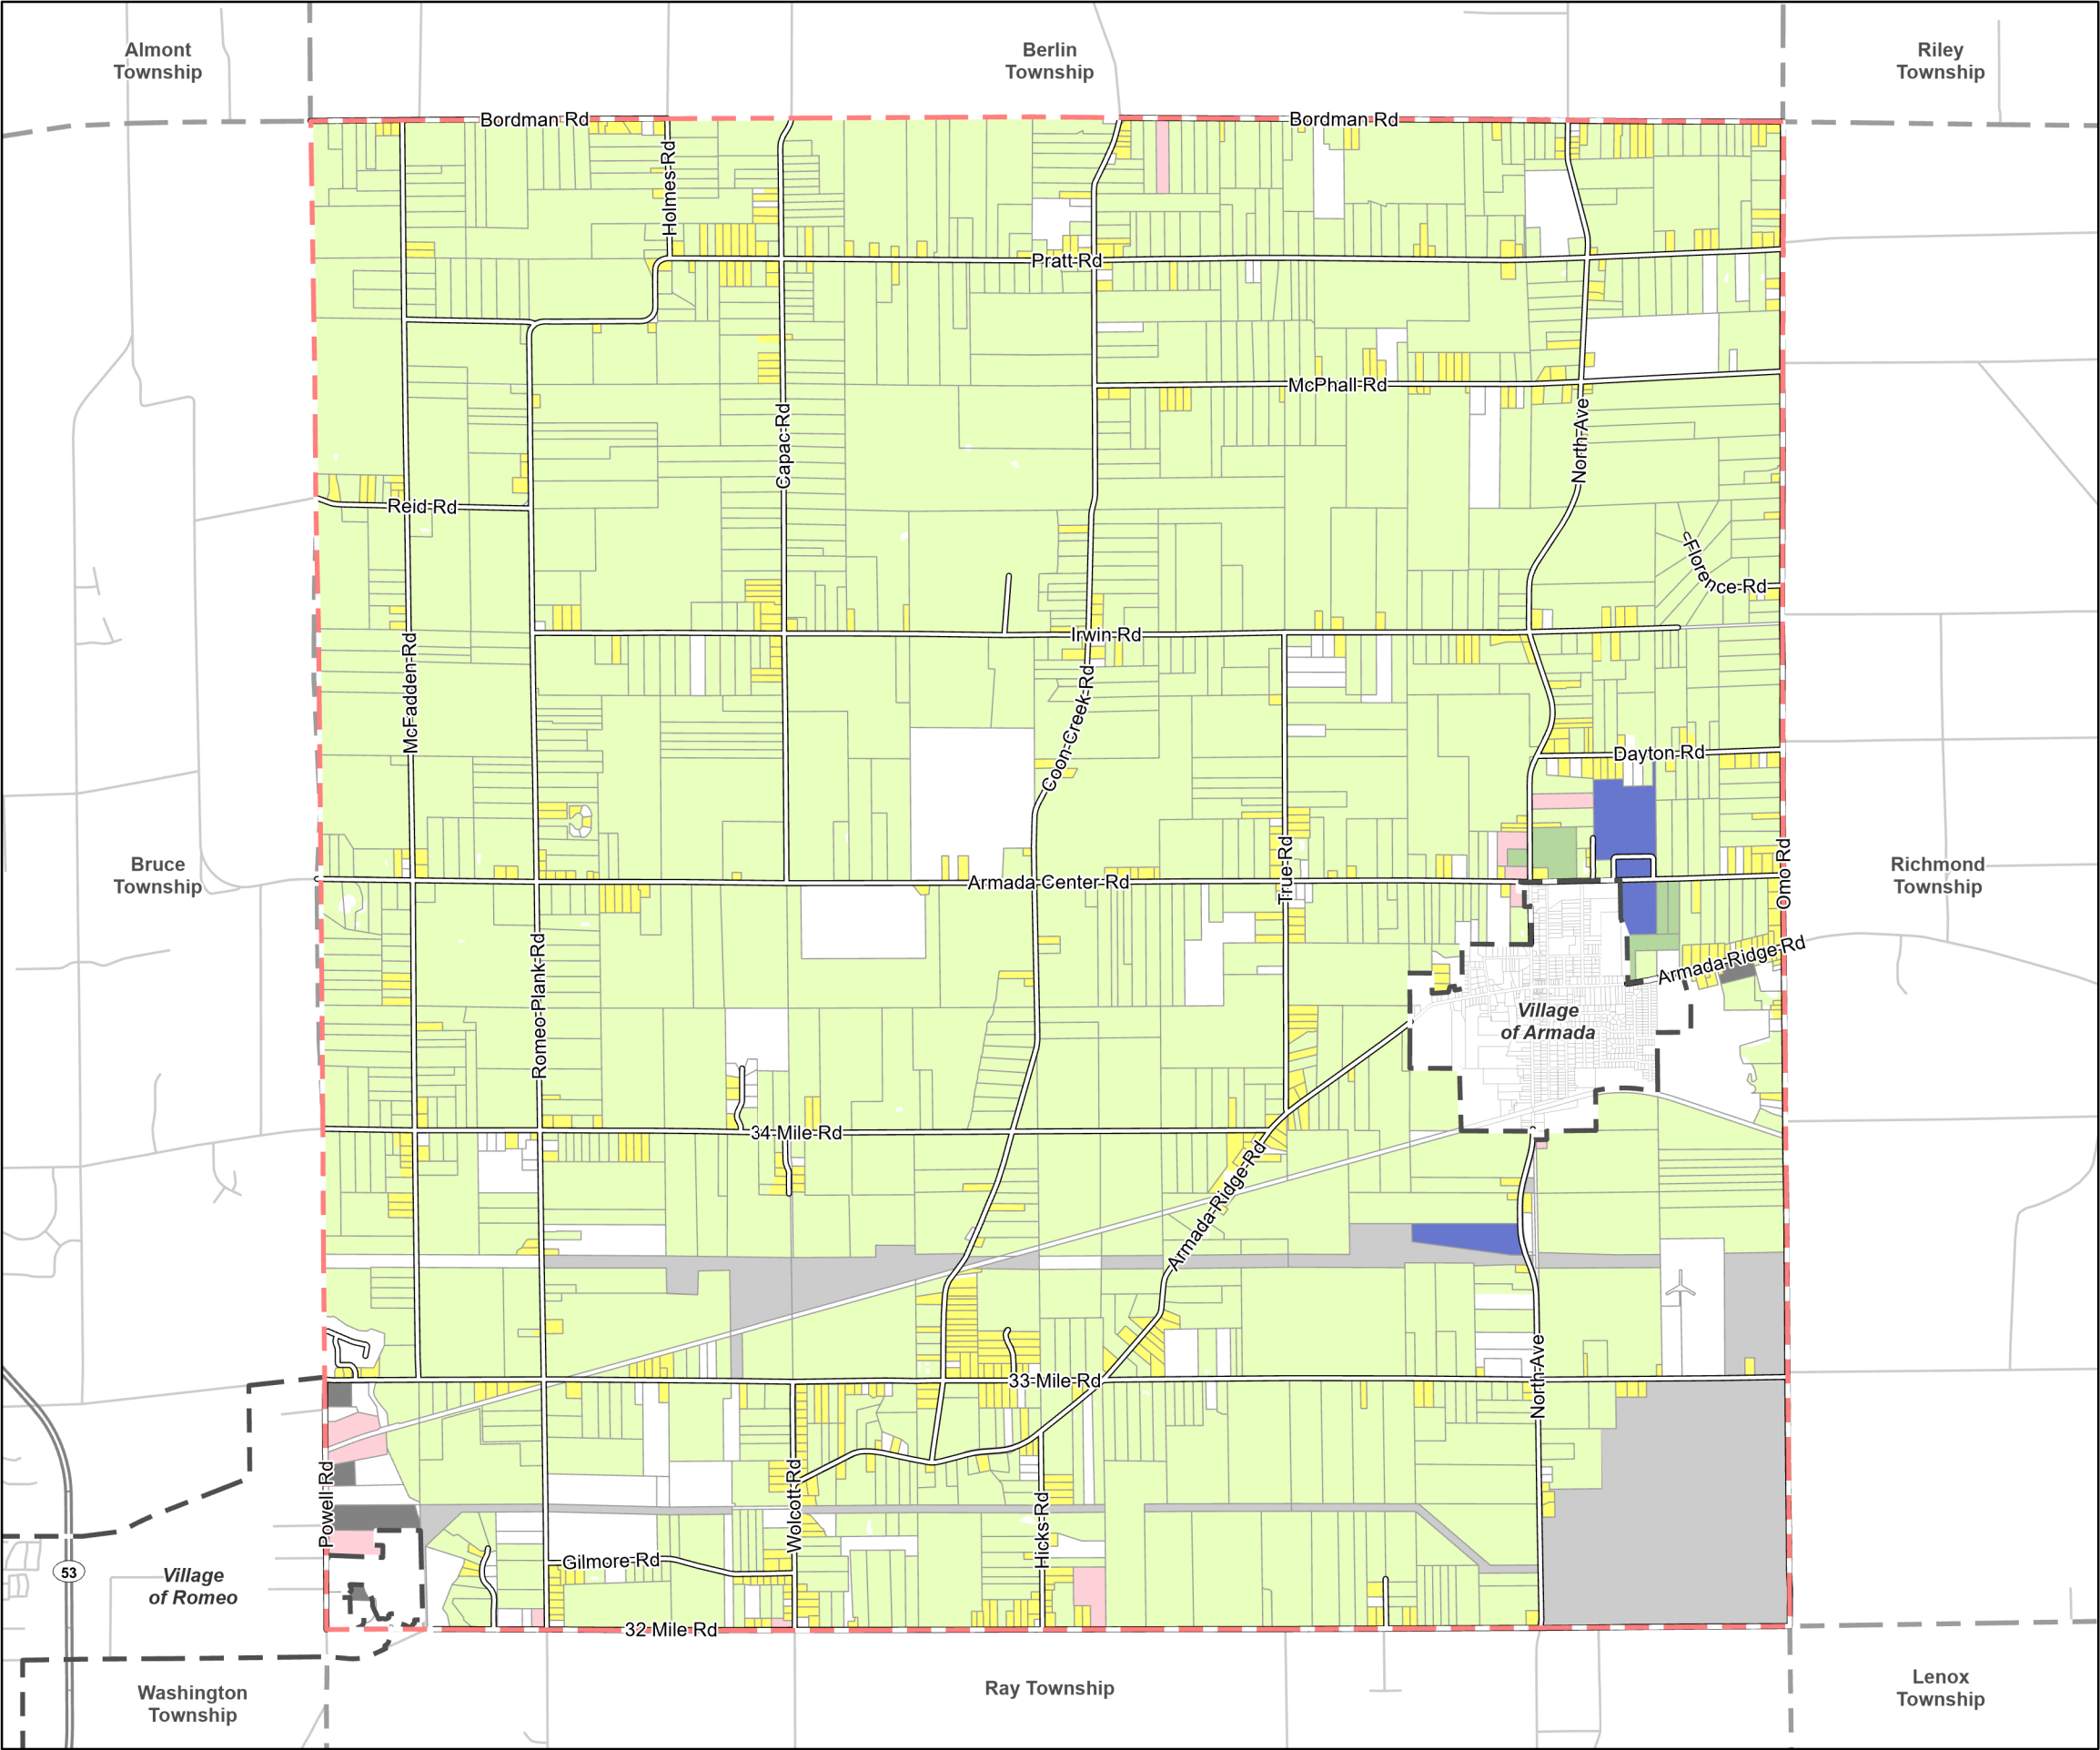 Almont
Township
Berlin
Township
Riley
Township
Bordman Rd
Bordman Rd
Holmes Rd
Pratt Rd
McPhall Rd
Capac Rd
North Ave
Reid Rd
Florence Rd
Irwin Rd
McFadden Rd
Coon Creek Rd
Dayton Rd
Bruce
Township
True Rd
Omo Rd
Richmond
Township
Armada Center Rd
Romeo Plank Rd
Armada Ridge Rd
Village
of Armada
34 Mile Rd
Armada Ridge Rd
33 Mile Rd
North Ave
Powell Rd
Wolcott Rd
Hicks Rd
53
Gilmore Rd
Village
of Romeo
32 Mile Rd
Washington
Township
Ray Township
Lenox
Township